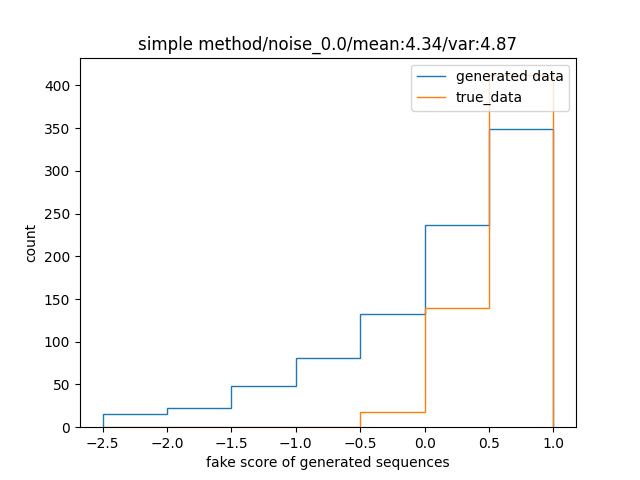 simple method/noise_0.0/mean:4.34/var:4.87
generated data
true_data
400
350
300
250
200
150
100
50
0
count
−2.5 −2.0 −1.5 −1.0 −0.5 0.0 0.5 1.0
fake score of generated sequences